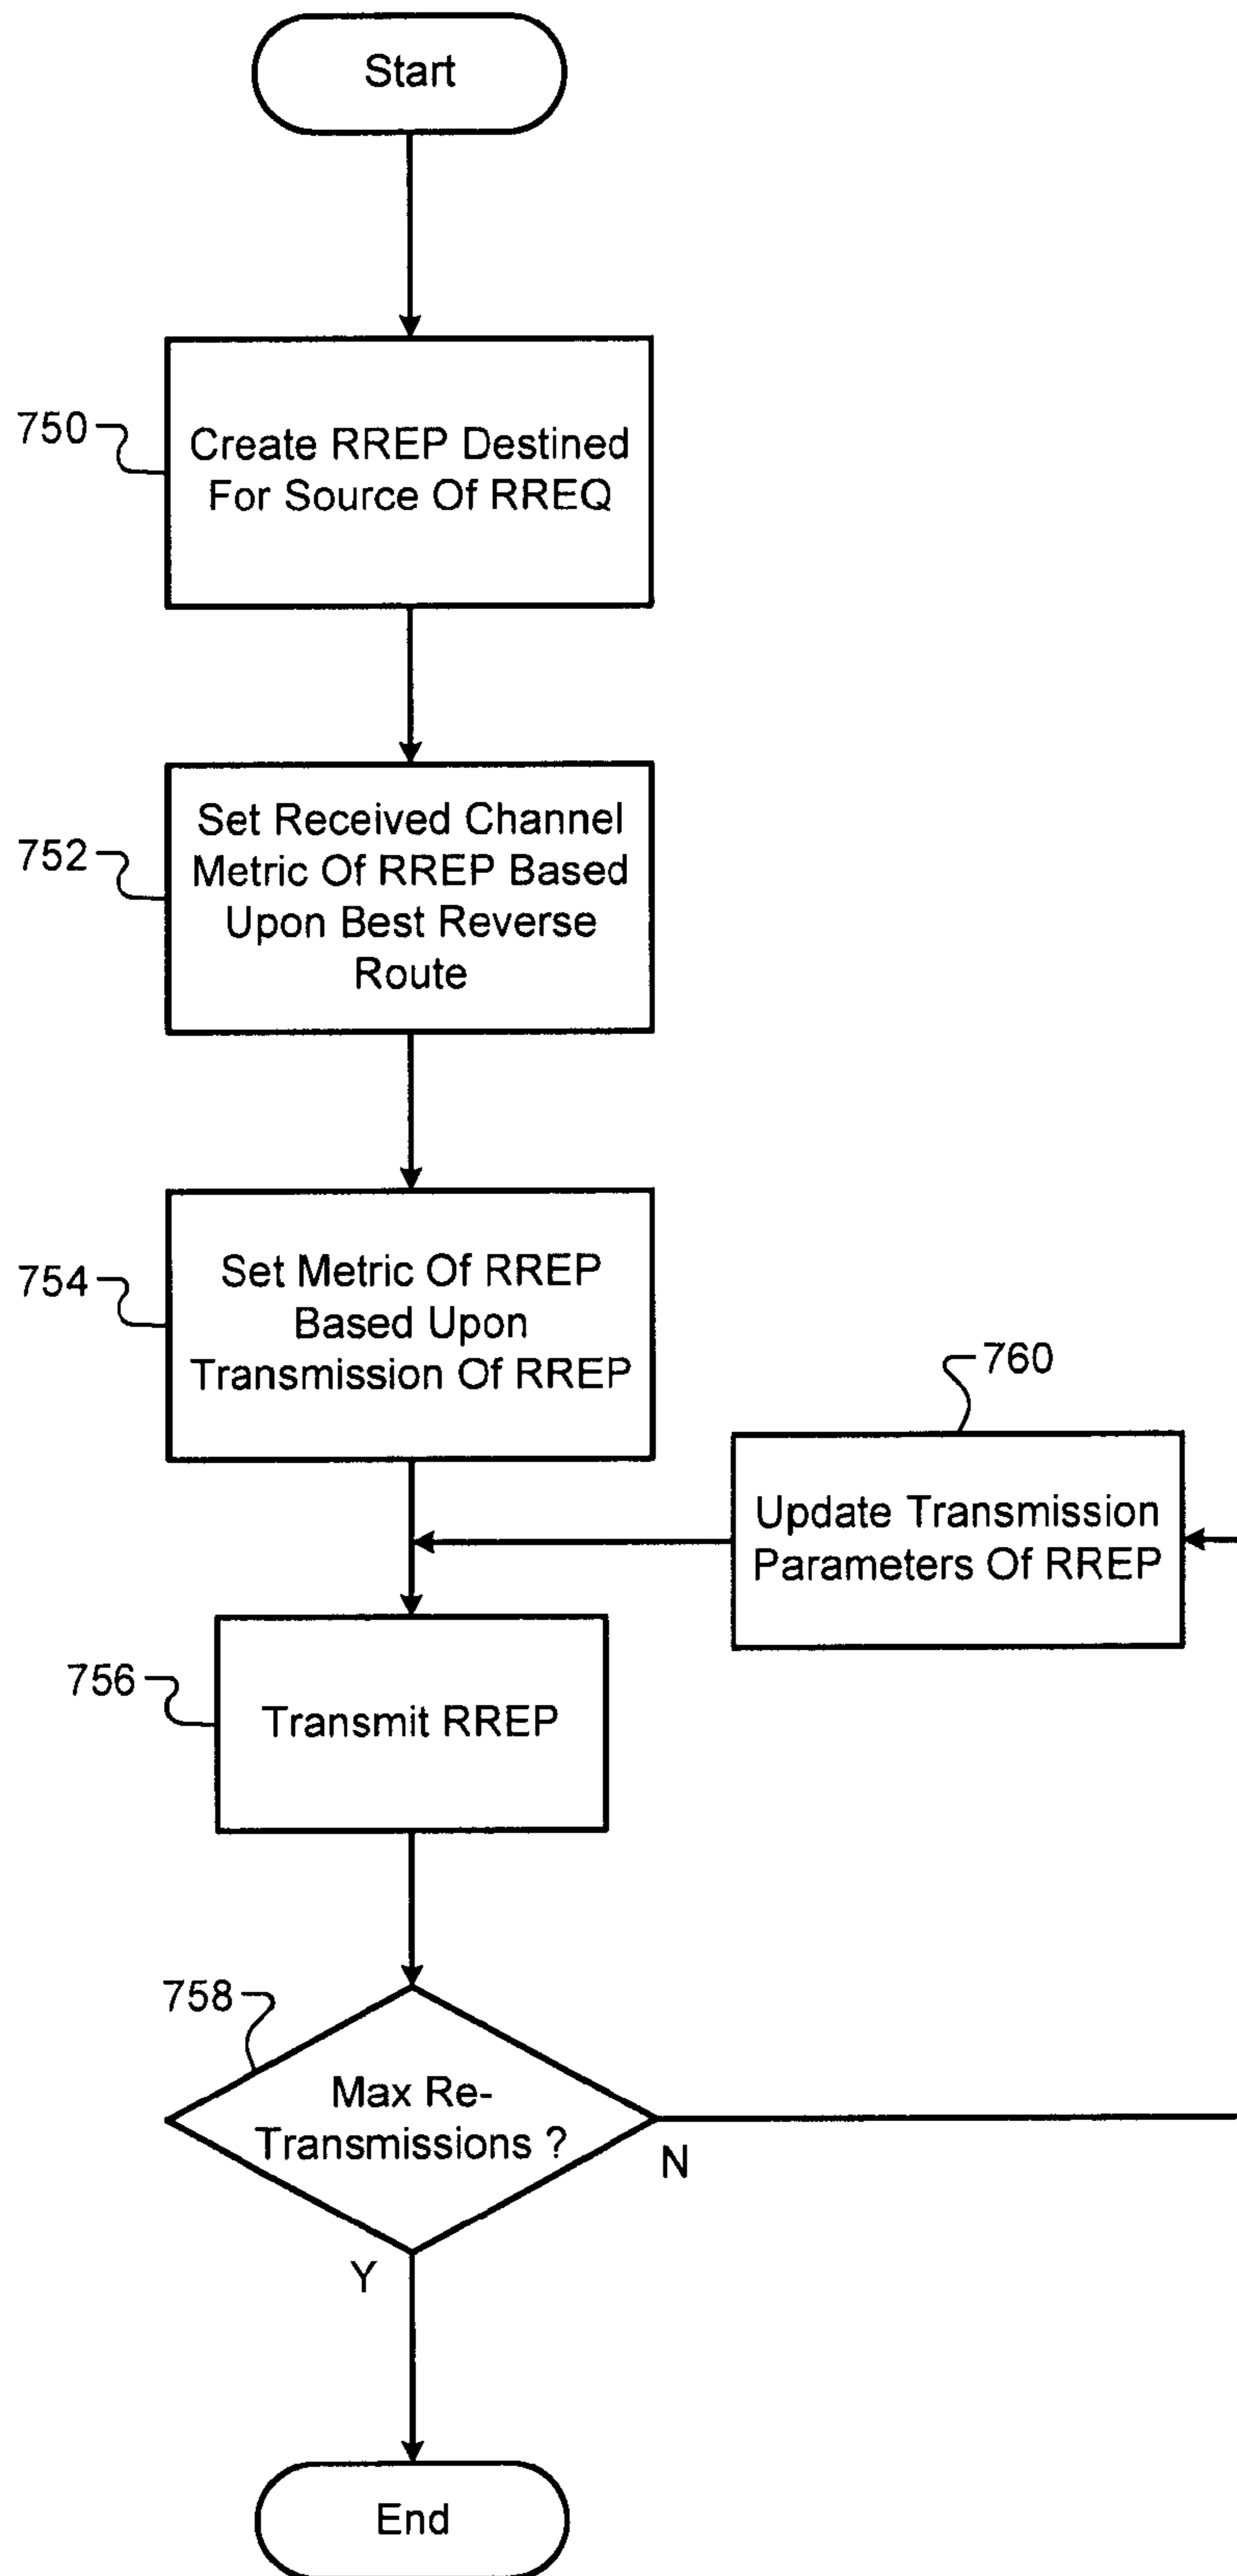 Start
750
Create RREP Destined
For Source Of RREQ
752
Set Received Channel
Metric Of RREP Based
Upon Best Reverse
Route
754
Set Metric Of RREP
Based Upon
Transmission Of RREP
760
Update Transmission
Parameters Of RREP
756
Transmit RREP
758
Max Re-
Transmissions ?
N
Y
End